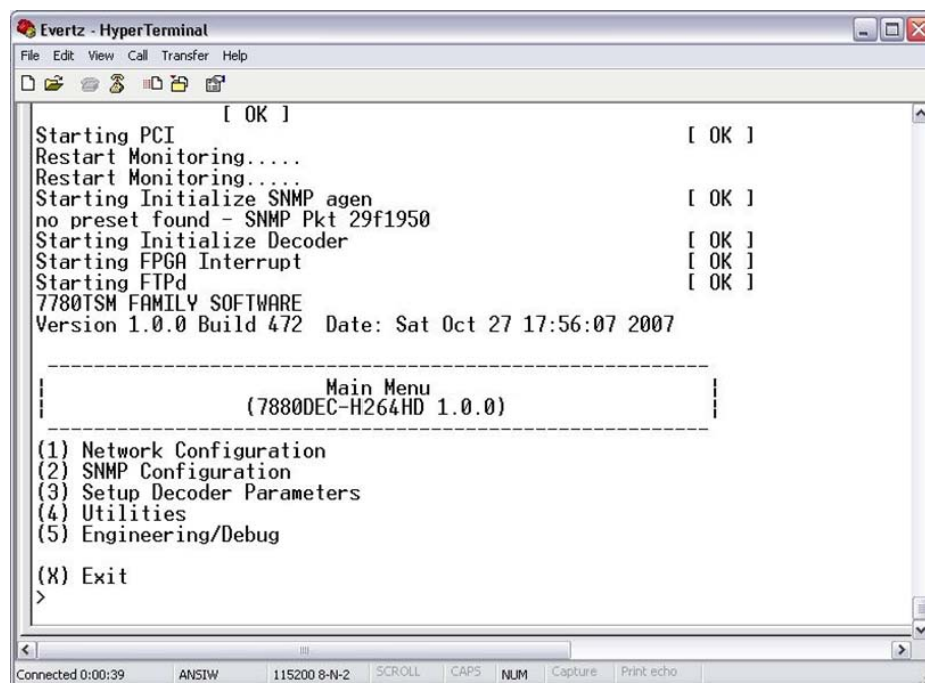 Evertz - HyperTerminal
File Edit View Call Transfer Help
[ OK ]
Starting PCI [ OK ]
Restart Monitoring.....
Restart Monitoring.....
Starting Initialize SNMP agen [ OK ]
no preset found - SNMP Pkt 29f1950
Starting Initialize Decoder [ OK ]
Starting FPGA Interrupt [ OK ]
Starting FTPd [ OK ]
7780TSM FAMILY SOFTWARE
Version 1.0.0 Build 472 Date: Sat Oct 27 17:56:07 2007
Main Menu
(7880DEC-H264HD 1.0.0)
(1) Network Configuration
(2) SNMP Configuration
(3) Setup Decoder Parameters
(4) Utilities
(5) Engineering/Debug
(X) Exit
>
Connected 0:00:39 ANSIW 115200 8-N-2 SCROLL CAPS NUM Capture Print echo